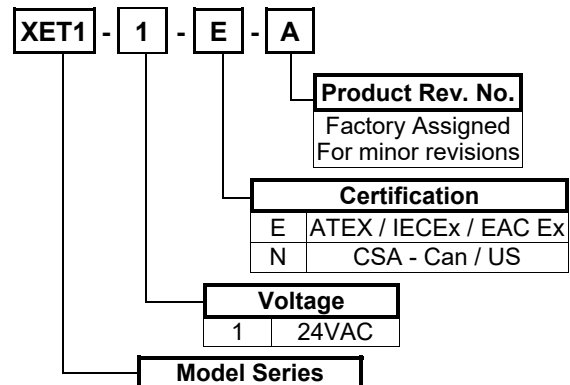 XET1 - 1 - E - A
Product Rev. No.
Factory Assigned
For minor revisions
Certification
E ATEX / IECEx / EAC Ex
N CSA - Can / US
Voltage
1 24VAC
Model Series